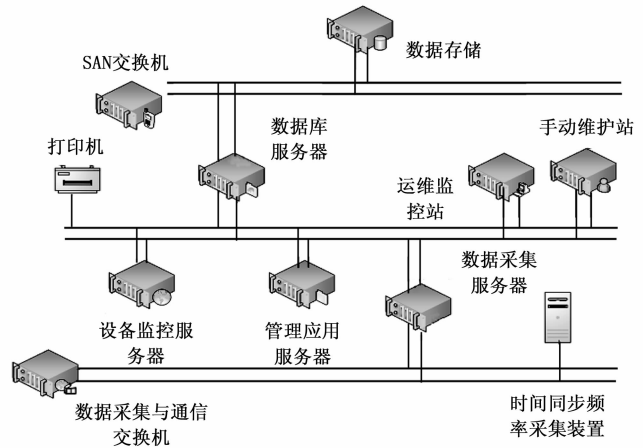 数据存储
SAN交换机
数据库
服务器
手动维护站
打印机
运维监
控站
数据采集
服务器
设备监控服
务器
管理应用
服务器
数据采集与通信
交换机
时间同步频
率采集装置